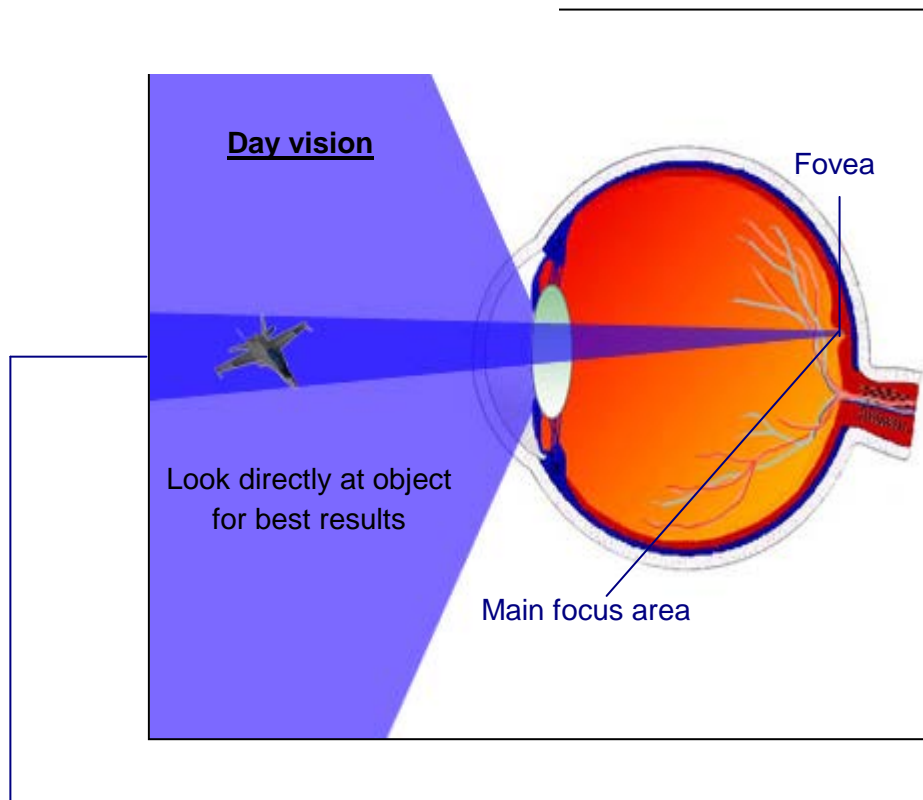 Day vision
Fovea
Look directly at object
for best results
Main focus area